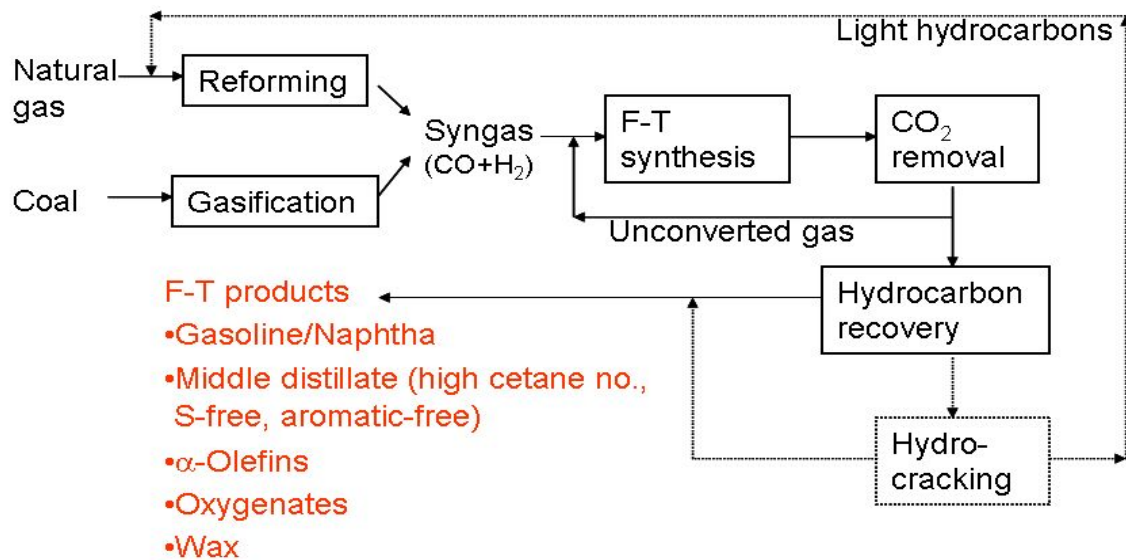 Light hydrocarbons
Natural
gas
Reforming
Syngas
(CO+H₂)
F-T
synthesis
CO₂
removal
Coal
Gasification
Unconverted gas
F-T products
•Gasoline/Naphtha
•Middle distillate (high cetane no.,
S-free, aromatic-free)
•α-Olefins
•Oxygenates
•Wax
Hydrocarbon
recovery
Hydro-
cracking